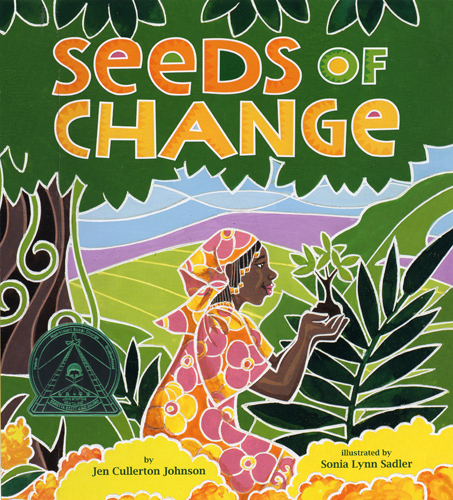 SEEDS OF
CHANGE
by
Jen Cullerton Johnson
illustrated by
Sonia Lynn Sadler